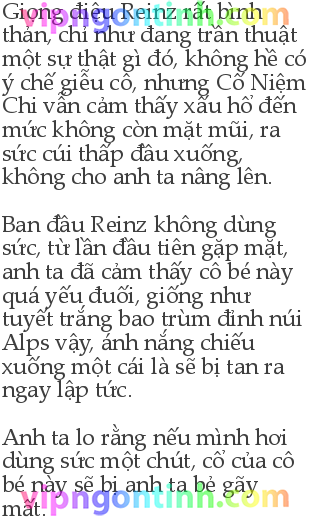 vipngontinh.com
Giọng điệu Reinz rất bình
thản, chỉ như đang trần thuật
một sự thật gì đó, không hề có
ý chế giễu cô, nhưng Cố Niệm
Chi vẫn cảm thấy xấu hổ đến
mức không còn mặt mũi, ra
sức cúi thấp đầu xuống,
không cho anh ta nâng lên.
Ban đầu Reinz không dùng
sức, từ lần đầu tiên gặp mặt,
anh ta đã cảm thấy cô bé này
quá yếu đuối, giống như
tuyết trắng bao trùm đỉnh núi
Alps vậy, ánh nắng chiếu
xuống một cái là sẽ bị tan ra
ngay lập tức.
Anh ta lo rằng nếu mình hơi
dùng sức một chút, cổ của cô
bé này sẽ bị anh ta bẻ gãy
mất.
vipngontinh.com